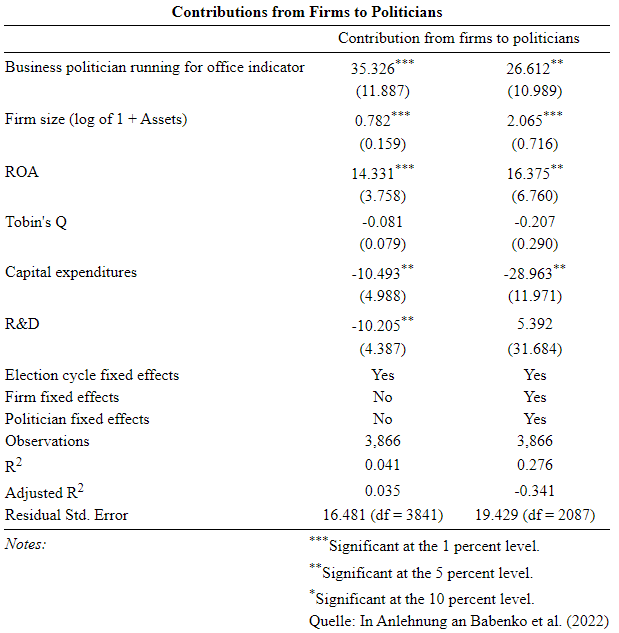 Contributions from Firms to Politicians
Contribution from firms to politicians
Business politician running for office indicator 35.326*** 26.612**
(11.887) (10.989)
Firm size (log of 1 + Assets) 0.782*** 2.065***
(0.159) (0.716)
ROA 14.331*** 16.375**
(3.758) (6.760)
Tobin's Q -0.081 -0.207
(0.079) (0.290)
Capital expenditures -10.493** -28.963**
(4.988) (11.971)
R&D -10.205** 5.392
(4.387) (31.684)
Election cycle fixed effects Yes Yes
Firm fixed effects No Yes
Politician fixed effects No Yes
Observations 3,866 3,866
R2 0.041 0.276
Adjusted R2 0.035 -0.341
Residual Std. Error 16.481 (df = 3841) 19.429 (df = 2087)
Notes: ***Significant at the 1 percent level.
**Significant at the 5 percent level.
*Significant at the 10 percent level.
Quelle: In Anlehnung an Babenko et al. (2022)